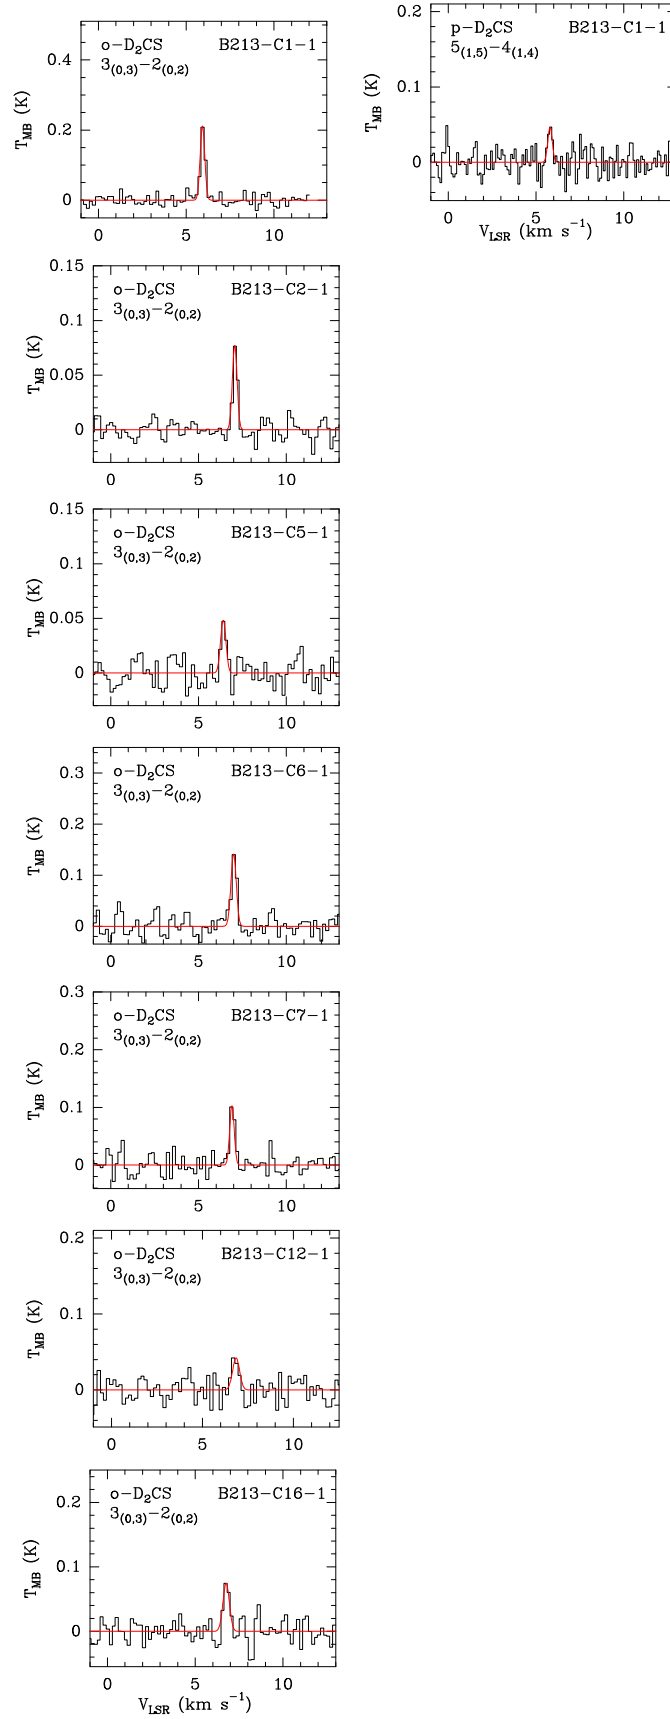 o-D₂CS B213-C1-1
3(0,3)-2(0,2)
T_MB (K)
0.4
0.2
0
0 5 10
p-D₂CS B213-C1-1
5(1,5)-4(1,4)
T_MB (K)
0.2
0.1
0
0 5 10
V_LSR (km s⁻¹)
o-D₂CS B213-C2-1
3(0,3)-2(0,2)
T_MB (K)
0.15
0.1
0.05
0
0 5 10
o-D₂CS B213-C5-1
3(0,3)-2(0,2)
T_MB (K)
0.15
0.1
0.05
0
0 5 10
o-D₂CS B213-C6-1
3(0,3)-2(0,2)
T_MB (K)
0.3
0.2
0.1
0
0 5 10
o-D₂CS B213-C7-1
3(0,3)-2(0,2)
T_MB (K)
0.3
0.2
0.1
0
0 5 10
o-D₂CS B213-C12-1
3(0,3)-2(0,2)
T_MB (K)
0.2
0.1
0
0 5 10
o-D₂CS B213-C16-1
3(0,3)-2(0,2)
T_MB (K)
0.2
0.1
0
0 5 10
V_LSR (km s⁻¹)